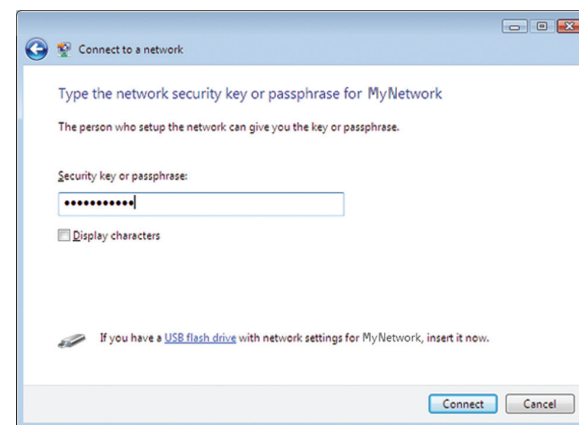 Connect to a network
Type the network security key or passphrase for MyNetwork
The person who setup the network can give you the key or passphrase.
Security key or passphrase:
•••••••••••
Display characters
If you have a USB flash drive with network settings for MyNetwork, insert it now.
Connect Cancel